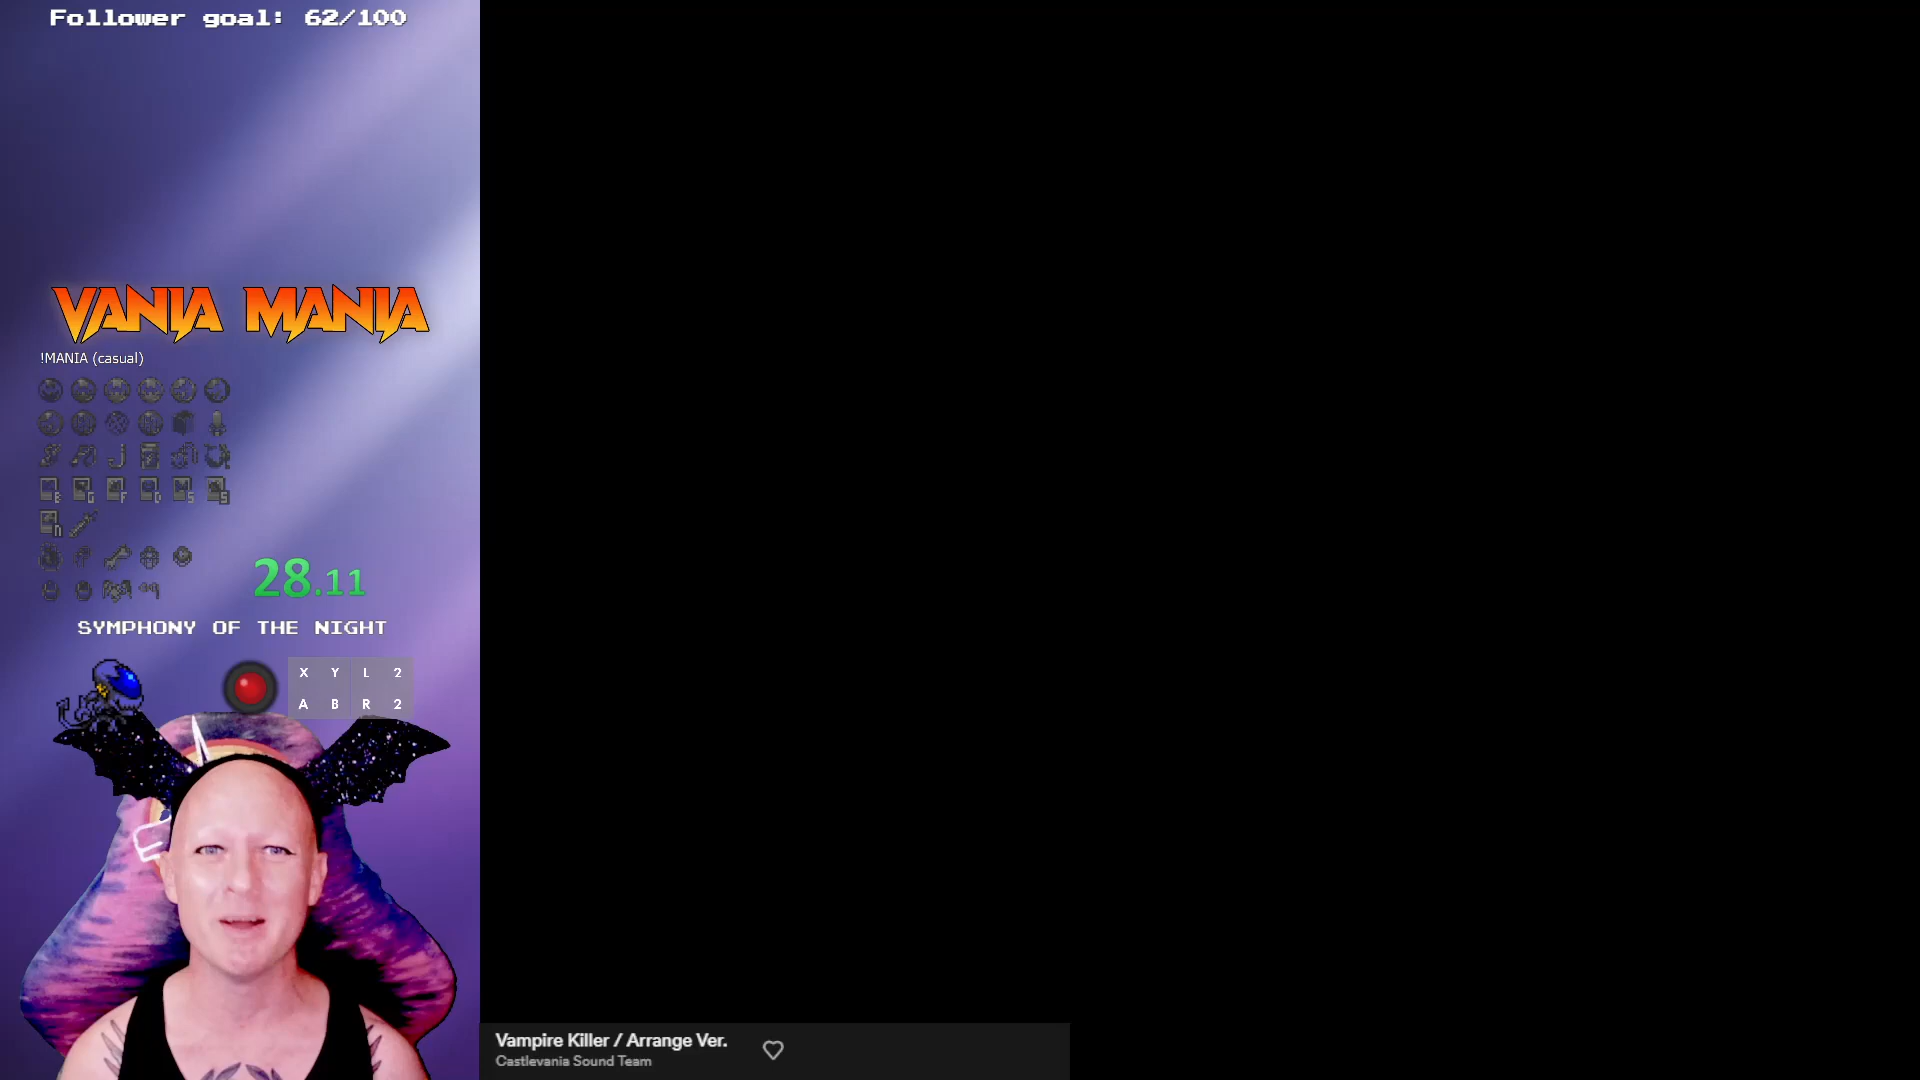 Follower goal: 62/100
VANIA MANIA
!MANIA (casual)
28.11
SYMPHONY OF THE NIGHT
X Y L 2
A B R 2
Vampire Killer / Arrange Ver.
Castlevania Sound Team